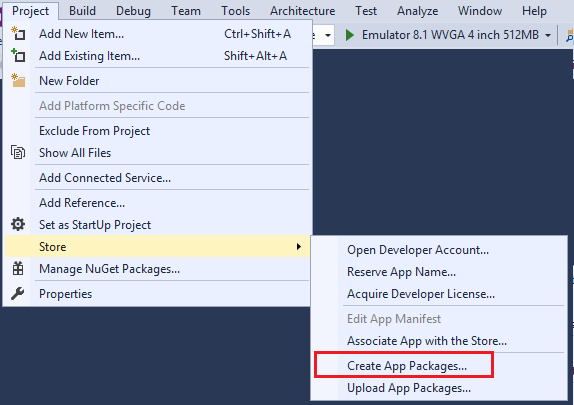 Project Build Debug Team Tools Architecture Test Analyze Window Help
Add New Item... Ctrl+Shift+A
Emulator 8.1 WVGA 4 inch 512MB
Add Existing Item... Shift+Alt+A
New Folder
Add Platform Specific Code
Exclude From Project
Show All Files
Add Connected Service...
Add Reference...
Set as StartUp Project
Store
Manage NuGet Packages...
Properties
Open Developer Account...
Reserve App Name...
Acquire Developer License...
Edit App Manifest
Associate App with the Store...
Create App Packages...
Upload App Packages...